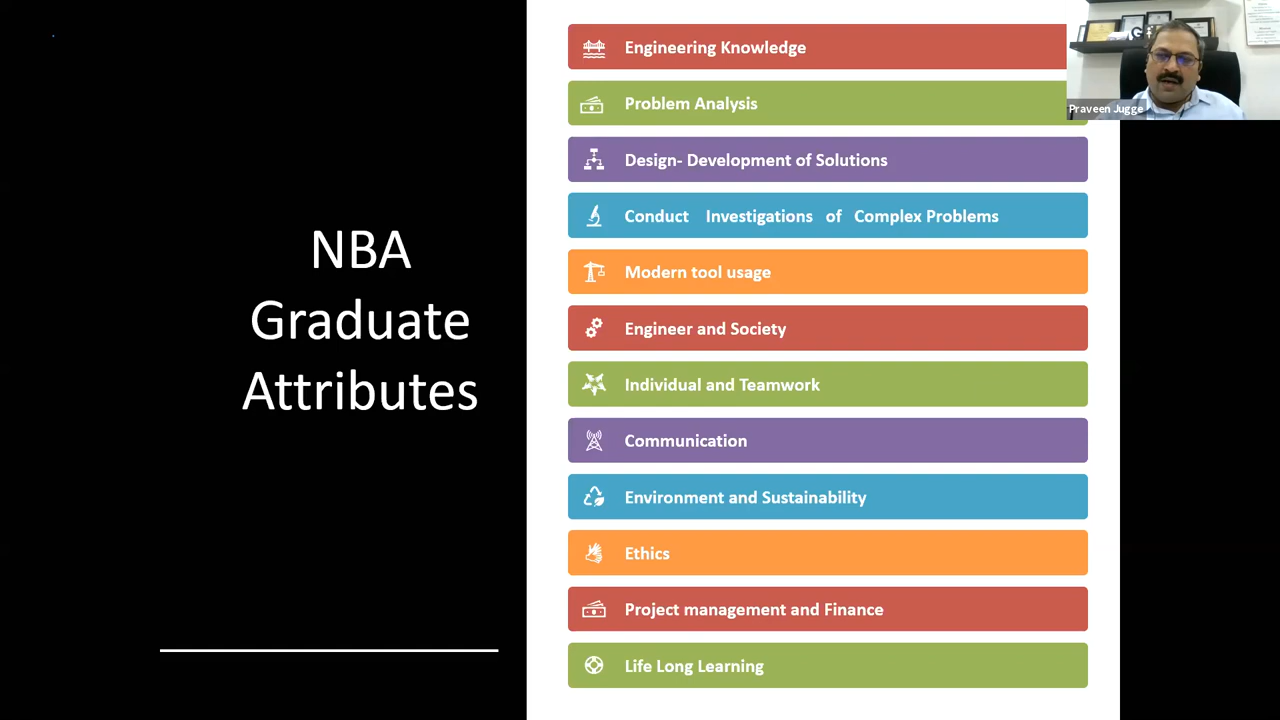 NBA
Graduate
Attributes
Engineering Knowledge
Problem Analysis
Design- Development of Solutions
Conduct Investigations of Complex Problems
Modern tool usage
Engineer and Society
Individual and Teamwork
Communication
Environment and Sustainability
Ethics
Project management and Finance
Life Long Learning
Praveen Jugge